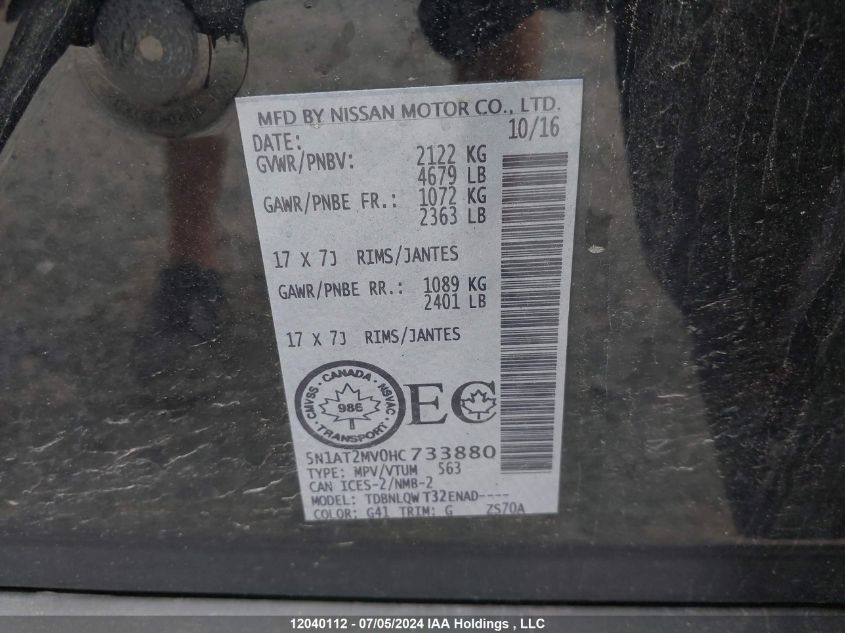 MFD BY NISSAN MOTOR CO., LTD.
DATE: 10/16
GVWR/PNBV: 2122 KG
4679 LB
GAWR/PNBE FR.: 1072 KG
2363 LB
17 X 7J RIMS/JANTES
GAWR/PNBE RR.: 1089 KG
2401 LB
17 X 7J RIMS/JANTES
CMVSS · CANADA · NSVAC · TRANSPORT
986
EC
5N1AT2MV0HC733880
TYPE: MPV/VTUM 563
CAN ICES-2/NMB-2
MODEL: TDBNLQW T32ENAD----
COLOR: G41 TRIM: G ZS70A
12040112 - 07/05/2024 IAA Holdings , LLC